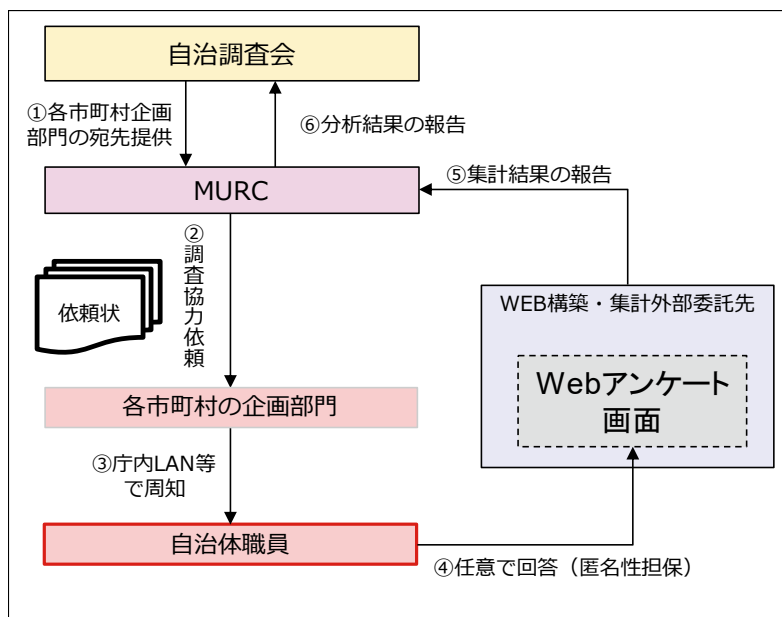 自治調査会
①各市町村企画
部門の宛先提供
⑥分析結果の報告
MURC
⑤集計結果の報告
②調査協力依頼
依頼状
WEB構築・集計外部委託先
Webアンケート
画面
各市町村の企画部門
③庁内LAN等
で周知
自治体職員
④任意で回答（匿名性担保）